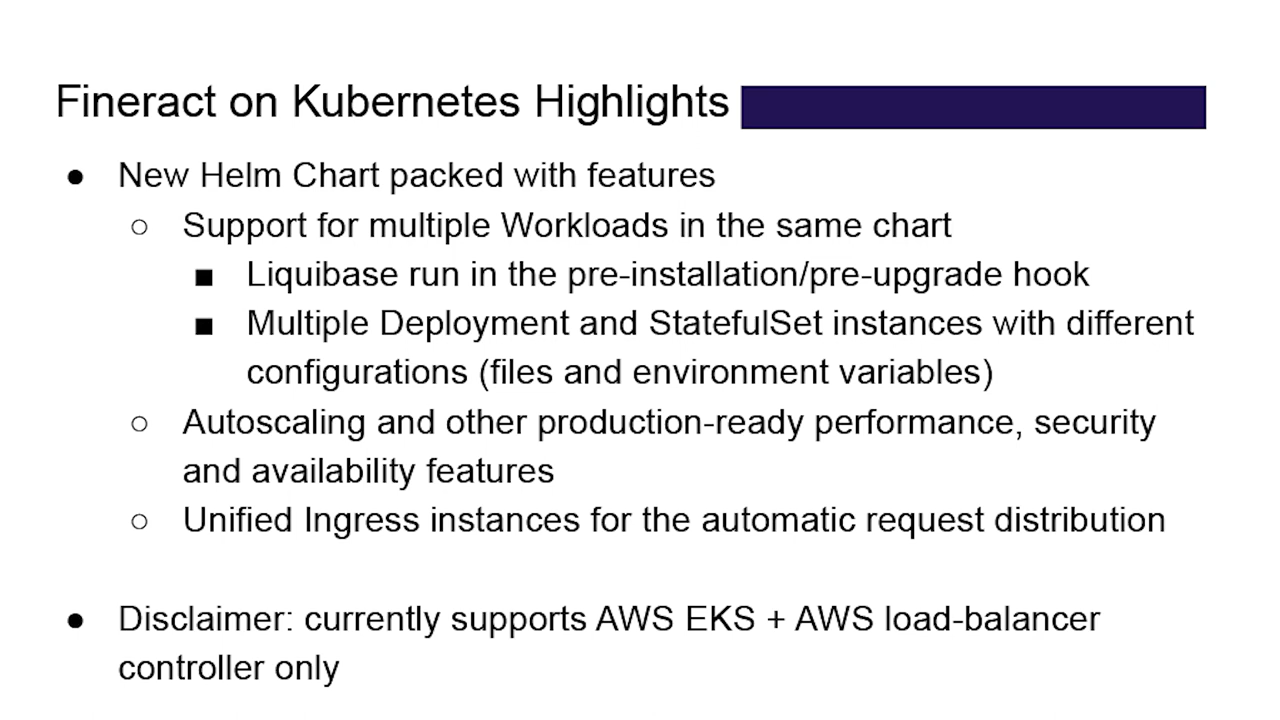 Fineract on Kubernetes Highlights
● New Helm Chart packed with features
○ Support for multiple Workloads in the same chart
■ Liquibase run in the pre-installation/pre-upgrade hook
■ Multiple Deployment and StatefulSet instances with different
configurations (files and environment variables)
○ Autoscaling and other production-ready performance, security
and availability features
○ Unified Ingress instances for the automatic request distribution
● Disclaimer: currently supports AWS EKS + AWS load-balancer
controller only